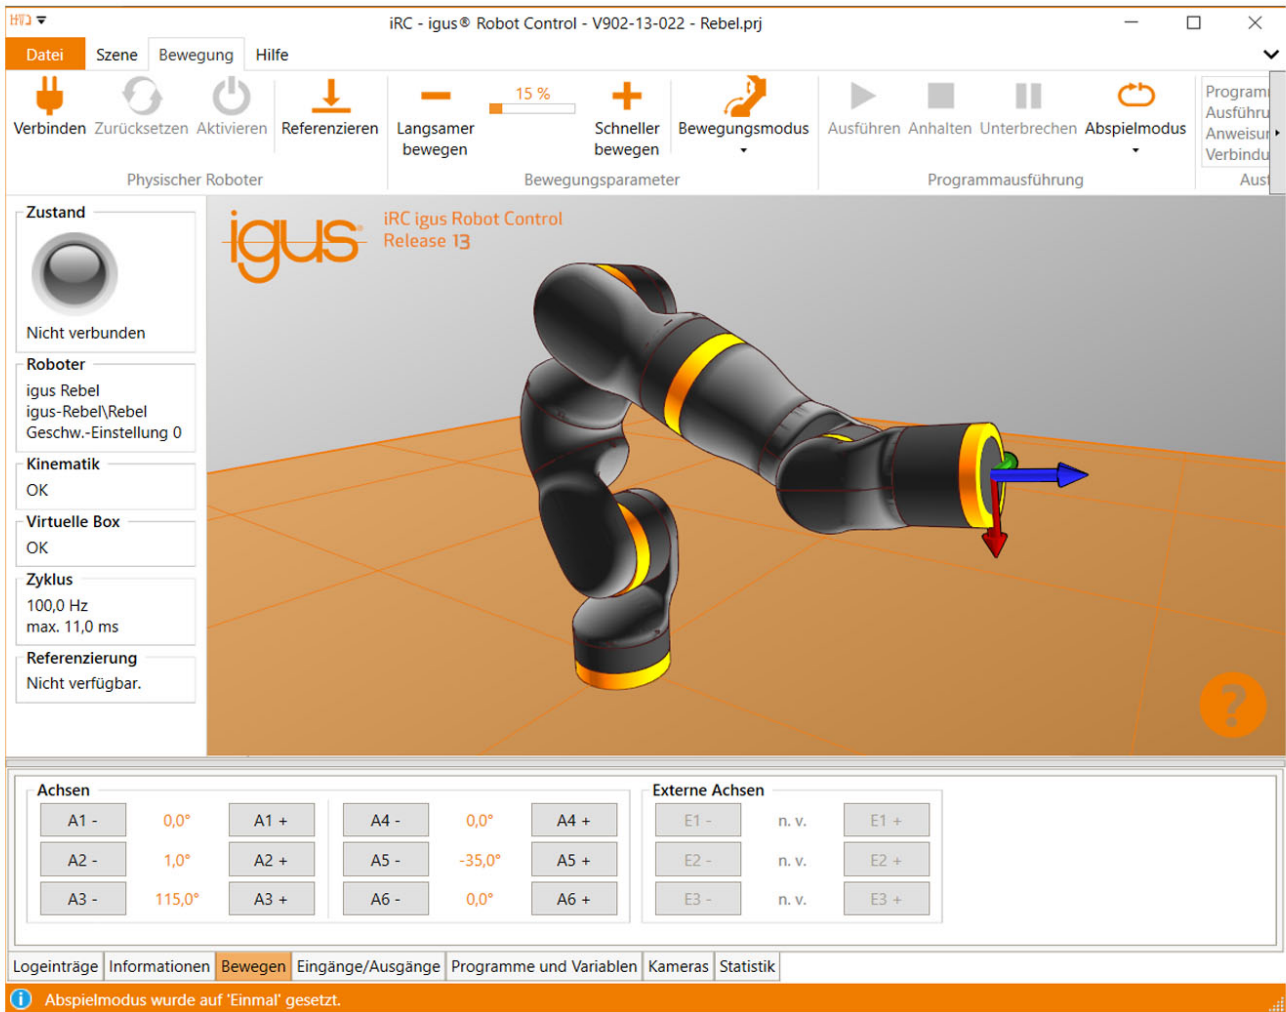 iRC - igus® Robot Control - V902-13-022 - Rebel.prj
Datei Szene Bewegung Hilfe
15 %
Verbinden Zurücksetzen Aktivieren Referenzieren Langsamer bewegen Schneller bewegen Bewegungsmodus Ausführen Anhalten Unterbrechen Abspielmodus
Physischer Roboter Bewegungsparameter Programmausführung
Zustand
Nicht verbunden
Roboter
igus Rebel
igus-Rebel\Rebel
Geschw.-Einstellung 0
Kinematik
OK
Virtuelle Box
OK
Zyklus
100,0 Hz
max. 11,0 ms
Referenzierung
Nicht verfügbar.
igus®
iRC igus Robot Control
Release 13
?
Achsen Externe Achsen
A1 - 0,0° A1 + A4 - 0,0° A4 + E1 - n. v. E1 +
A2 - 1,0° A2 + A5 - -35,0° A5 + E2 - n. v. E2 +
A3 - 115,0° A3 + A6 - 0,0° A6 + E3 - n. v. E3 +
Logeinträge Informationen Bewegen Eingänge/Ausgänge Programme und Variablen Kameras Statistik
Abspielmodus wurde auf 'Einmal' gesetzt.